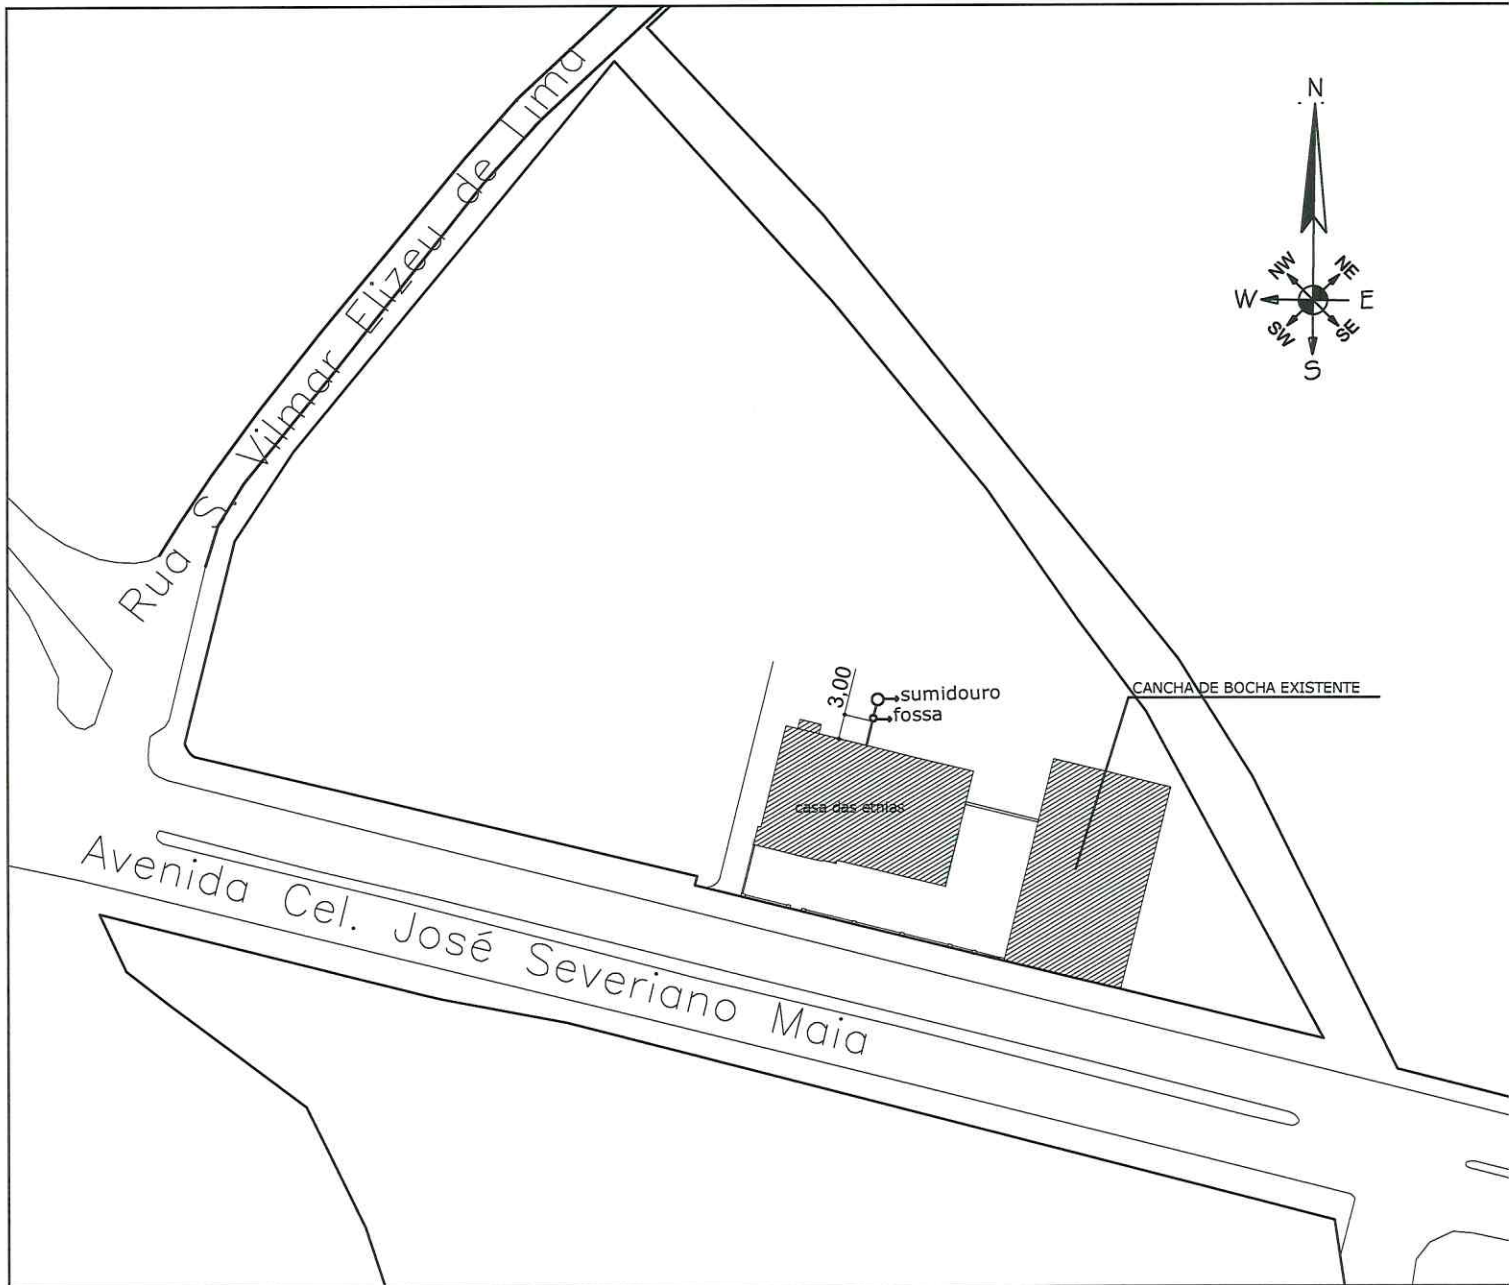 Rua S. Vilmar Elizeu de Lima
N
NW
NE
W
E
SW
SE
S
3,00
sumidouro
fossa
CANCHA DE BOCHA EXISTENTE
casa das etnias
Avenida Cel. José Severiano Maia